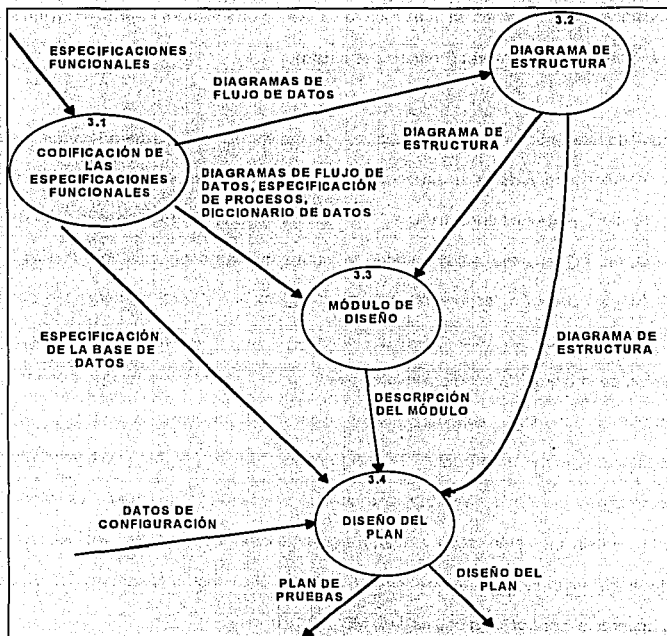 ESPECIFICACIONES
FUNCIONALES
3.2
DIAGRAMA DE
ESTRUCTURA
DIAGRAMAS DE
FLUJO DE DATOS
3.1
CODIFICACIÓN DE
LAS
ESPECIFICACIONES
FUNCIONALES
DIAGRAMA DE
ESTRUCTURA
DIAGRAMAS DE FLUJO DE
DATOS, ESPECIFICACIÓN
DE PROCESOS,
DICCIONARIO DE DATOS
3.3
MÓDULO DE
DISEÑO
ESPECIFICACIÓN
DE LA BASE DE
DATOS
DIAGRAMA DE
ESTRUCTURA
DESCRIPCIÓN
DEL MÓDULO
3.4
DISEÑO DEL
PLAN
DATOS DE
CONFIGURACIÓN
PLAN DE
PRUEBAS
DISEÑO DEL
PLAN